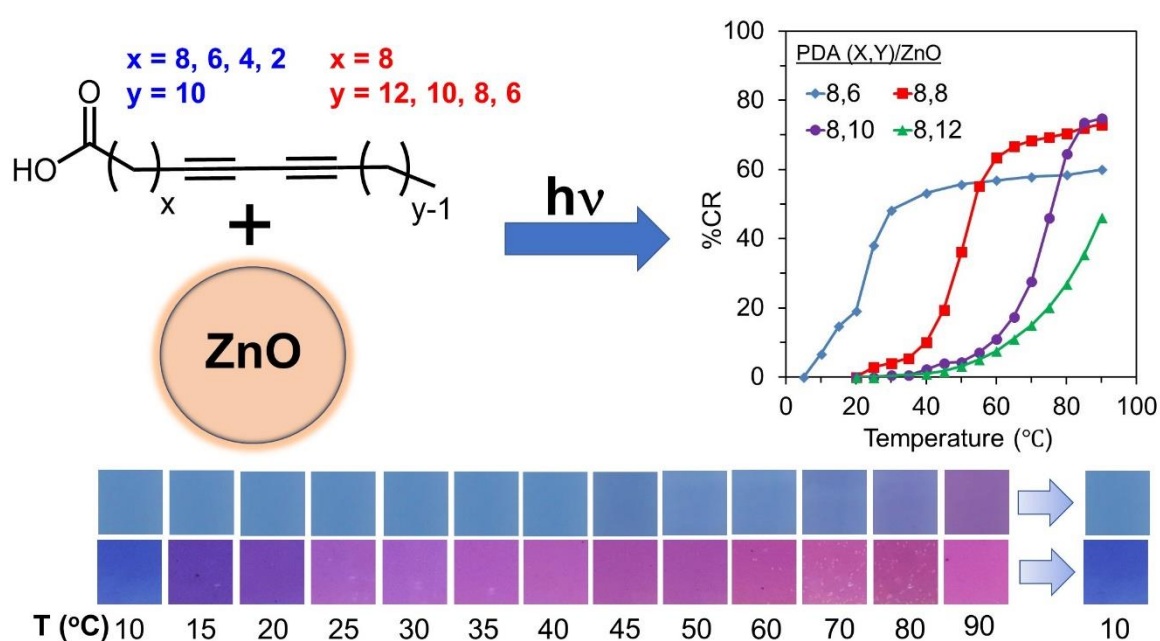 x = 8, 6, 4, 2
y = 10
x = 8
y = 12, 10, 8, 6
O
HO
x
y-1
+
ZnO
hν
%CR
100
80
60
40
20
0
PDA (X,Y)/ZnO
8,6 8,8
8,10 8,12
0 20 40 60 80 100
Temperature (°C)
T (°C) 10 15 20 25 30 35 40 45 50 60 70 80 90 10